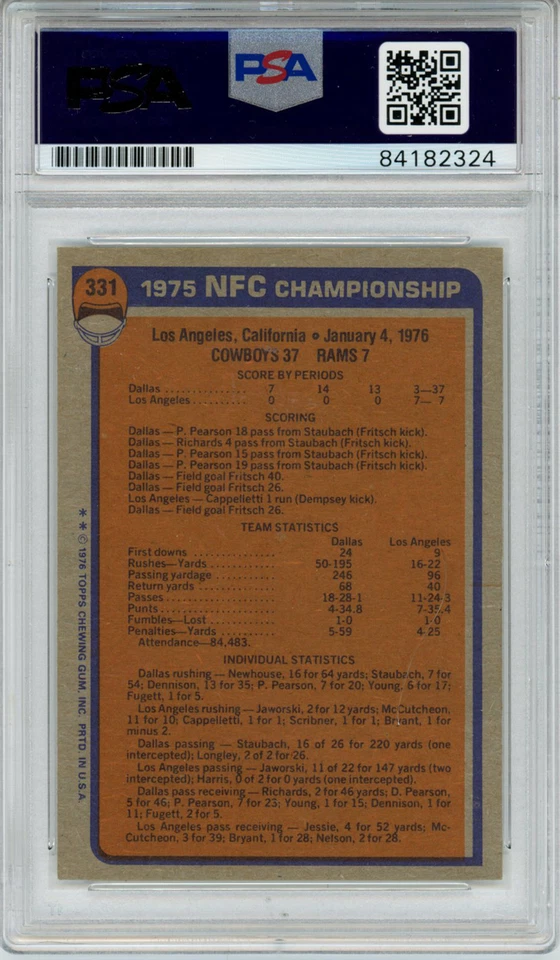 PSA
PSA
84182324
331
1975 NFC CHAMPIONSHIP
Los Angeles, California • January 4, 1976
COWBOYS 37 RAMS 7
SCORE BY PERIODS
Dallas .............. 7 14 13 3—37
Los Angeles .......... 0 0 0 7— 7
SCORING
Dallas — P. Pearson 18 pass from Staubach (Fritsch kick).
Dallas — Richards 4 pass from Staubach (Fritsch kick).
Dallas — P. Pearson 15 pass from Staubach (Fritsch kick).
Dallas — P. Pearson 19 pass from Staubach (Fritsch kick).
Dallas — Field goal Fritsch 40.
Dallas — Field goal Fritsch 26.
Los Angeles — Cappelletti 1 run (Dempsey kick).
Dallas — Field goal Fritsch 26.
TEAM STATISTICS
Dallas Los Angeles
First downs .............. 24 9
Rushes—Yards .............. 50-195 16-22
Passing yardage .............. 246 96
Return yards .............. 68 40
Passes .............. 18-28-1 11-24-3
Punts .............. 4-34.8 7-35.4
Fumbles—Lost .............. 1-0 1-0
Penalties—Yards .............. 5-59 4-25
Attendance—84,483.
INDIVIDUAL STATISTICS
Dallas rushing — Newhouse, 16 for 64 yards; Staubach, 7 for
54; Dennison, 13 for 35; P. Pearson, 7 for 20; Young, 6 for 17;
Fugett, 1 for 5.
Los Angeles rushing — Jaworski, 2 for 12 yards; McCutcheon,
11 for 10; Cappelletti, 1 for 1; Scribner, 1 for 1; Bryant, 1 for
minus 2.
Dallas passing — Staubach, 16 of 26 for 220 yards (one
intercepted); Longley, 2 of 2 for 26.
Los Angeles passing — Jaworski, 11 of 22 for 147 yards (two
intercepted); Harris, 0 of 2 for 0 yards (one intercepted).
Dallas pass receiving — Richards, 2 for 46 yards; D. Pearson,
5 for 46; P. Pearson, 7 for 23; Young, 1 for 15; Dennison, 1 for
11; Fugett, 2 for 5.
Los Angeles pass receiving — Jessie, 4 for 52 yards; Mc-
Cutcheon, 3 for 39; Bryant, 1 for 28; Nelson, 2 for 28.
** © 1976 TOPPS CHEWING GUM, INC. PRTD. IN U.S.A